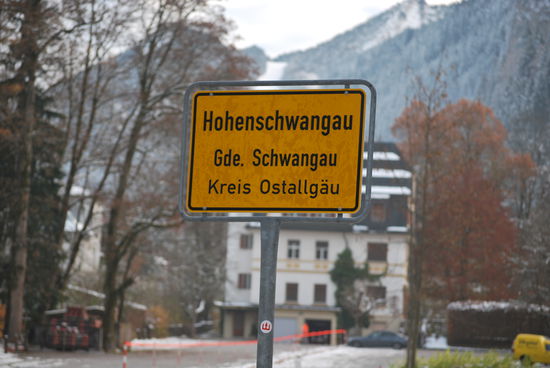 Hohenschwangau
Gde. Schwangau
Kreis Ostallgäu